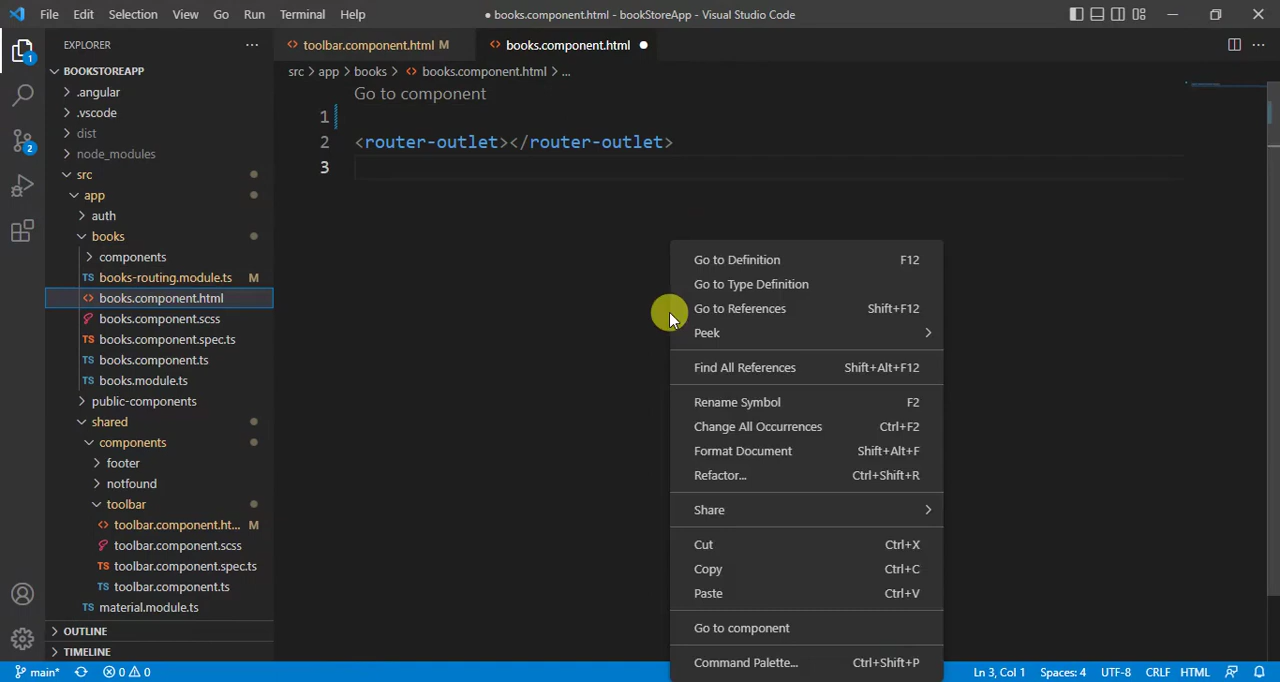 File Edit Selection View Go Run Terminal Help ● books.component.html - bookStoreApp - Visual Studio Code
EXPLORER ...
toolbar.component.html M
books.component.html ●
BOOKSTOREAPP
src > app > books > books.component.html > ...
.angular
.vscode
dist
node_modules
src
app
auth
books
components
books-routing.module.ts M
books.component.html
books.component.scss
books.component.spec.ts
books.component.ts
books.module.ts
public-components
shared
components
footer
notfound
toolbar
toolbar.component.ht... M
toolbar.component.scss
toolbar.component.spec.ts
toolbar.component.ts
material.module.ts
OUTLINE
TIMELINE
1
2
Go to component
1
2 <router-outlet></router-outlet>
3
Go to Definition F12
Go to Type Definition
Go to References Shift+F12
Peek >
Find All References Shift+Alt+F12
Rename Symbol F2
Change All Occurrences Ctrl+F2
Format Document Shift+Alt+F
Refactor... Ctrl+Shift+R
Share >
Cut Ctrl+X
Copy Ctrl+C
Paste Ctrl+V
Go to component
Command Palette... Ctrl+Shift+P
main* 0 0 Ln 3, Col 1 Spaces: 4 UTF-8 CRLF HTML